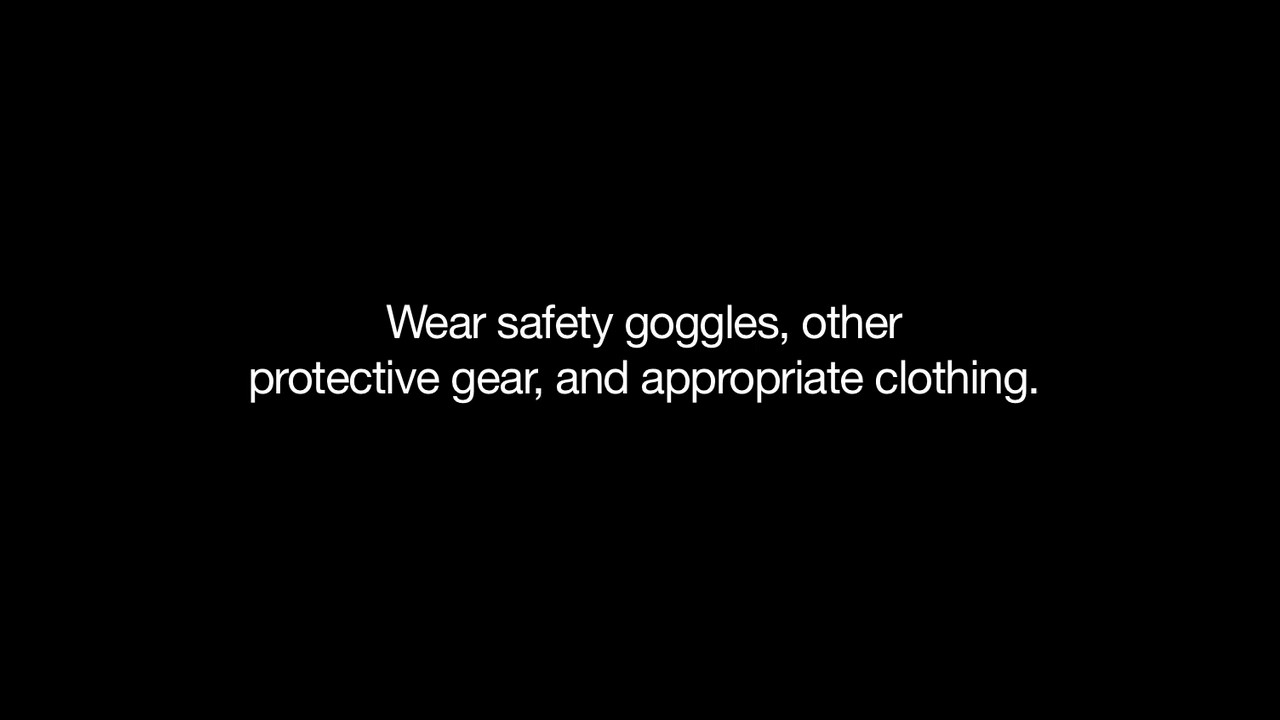 Wear safety goggles, other
protective gear, and appropriate clothing.